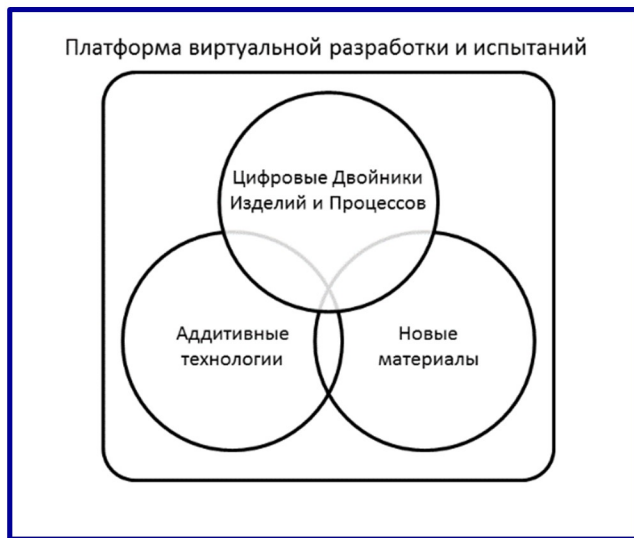 Платформа виртуальной разработки и испытаний
Цифровые Двойники
Изделий и Процессов
Аддитивные
технологии
Новые
материалы